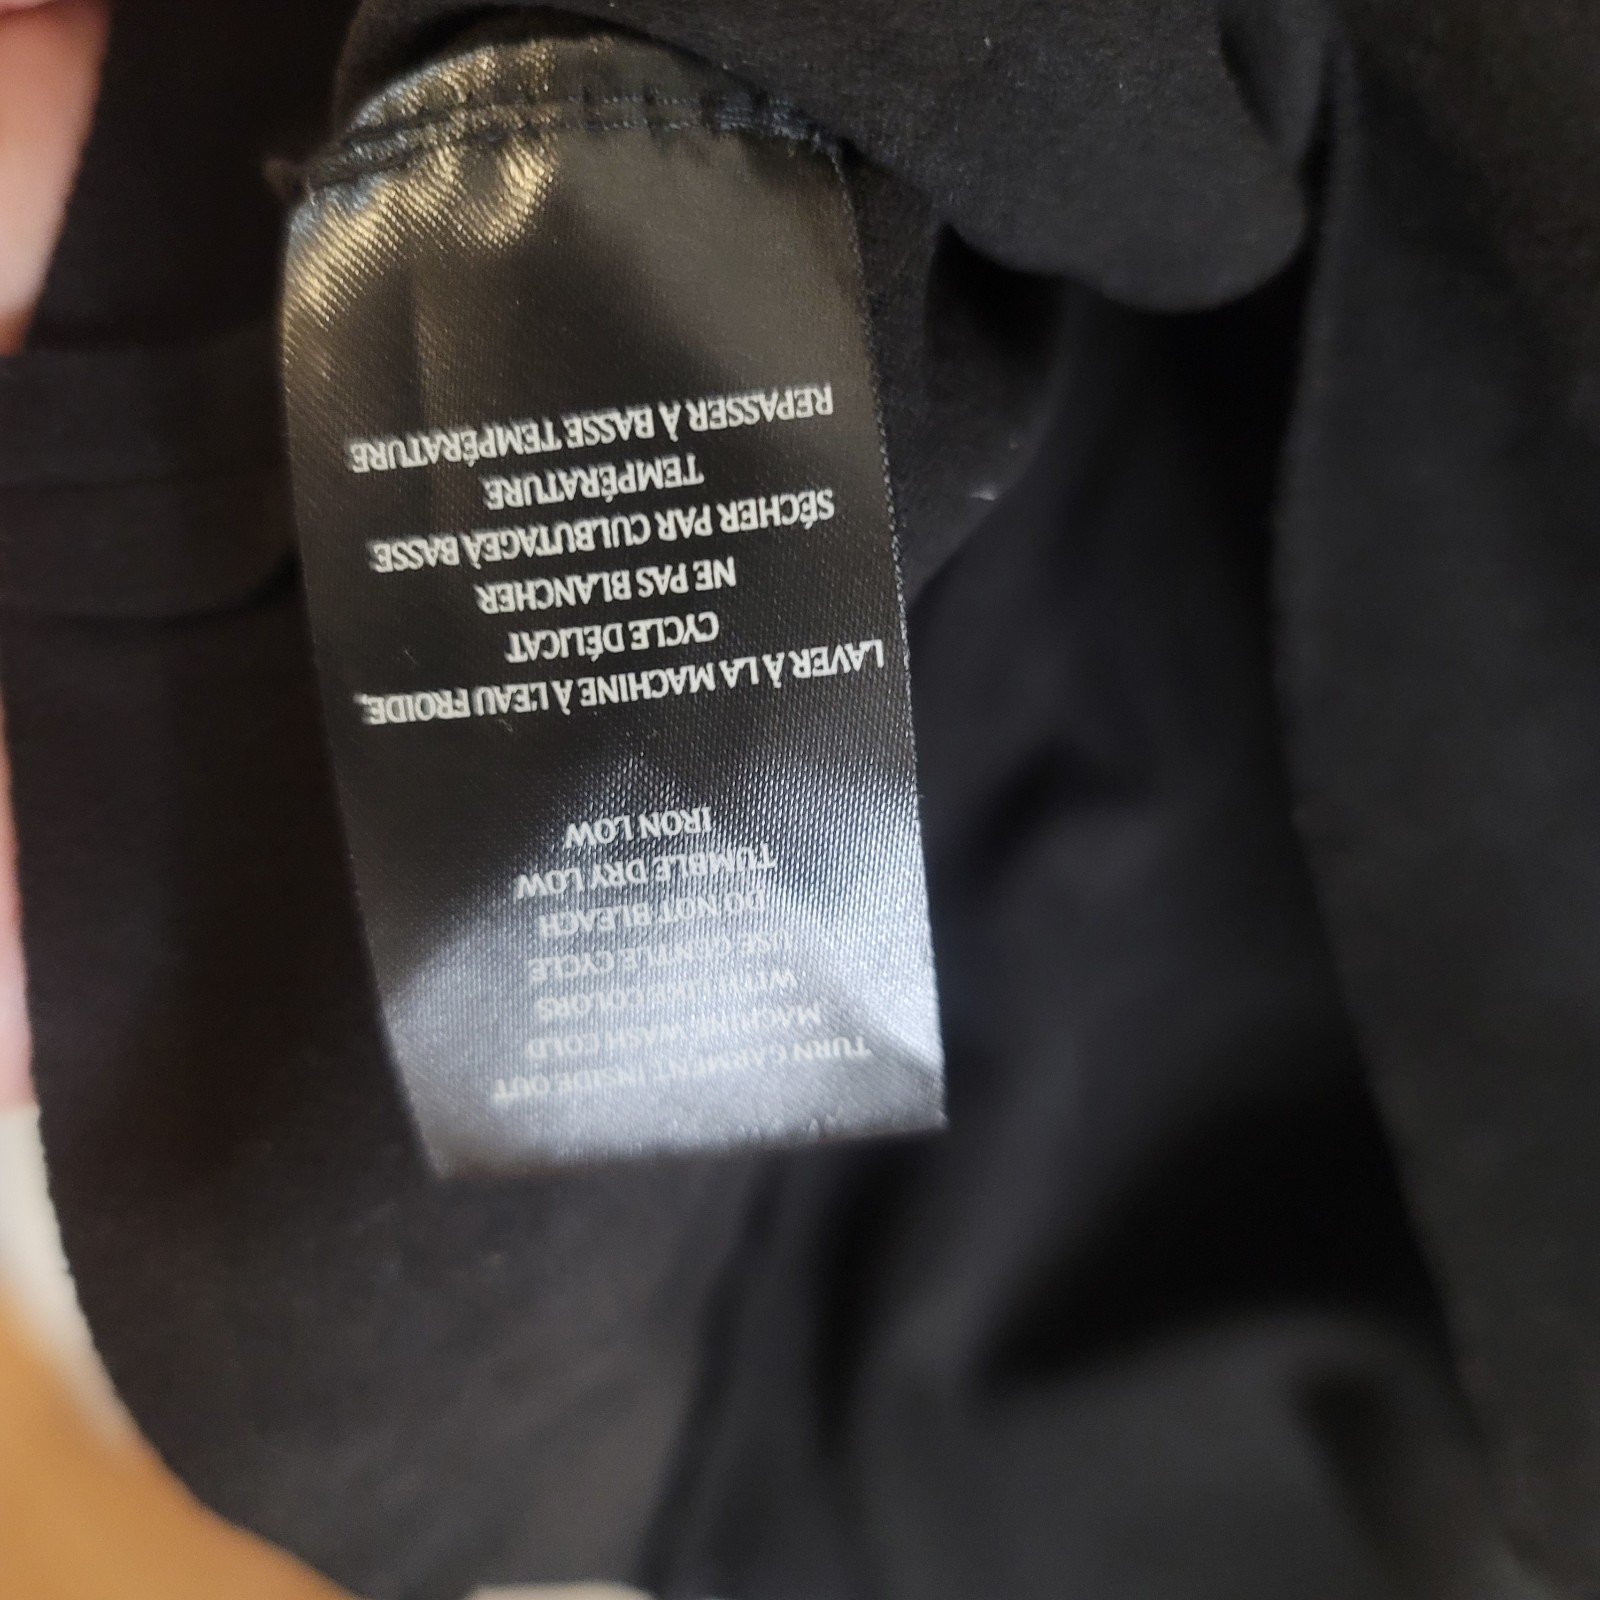 TURN GARMENT INSIDE OUT
MACHINE WASH COLD
WITH LIKE COLORS
USE GENTLE CYCLE
DO NOT BLEACH
TUMBLE DRY LOW
IRON LOW
LAVER À LA MACHINE À L'EAU FROIDE,
CYCLE DÉLICAT
NE PAS BLANCHER
SÉCHER PAR CULBUTAGEÀ BASSE
TEMPÉRATURE
REPASSER À BASSE TEMPÉRATURE